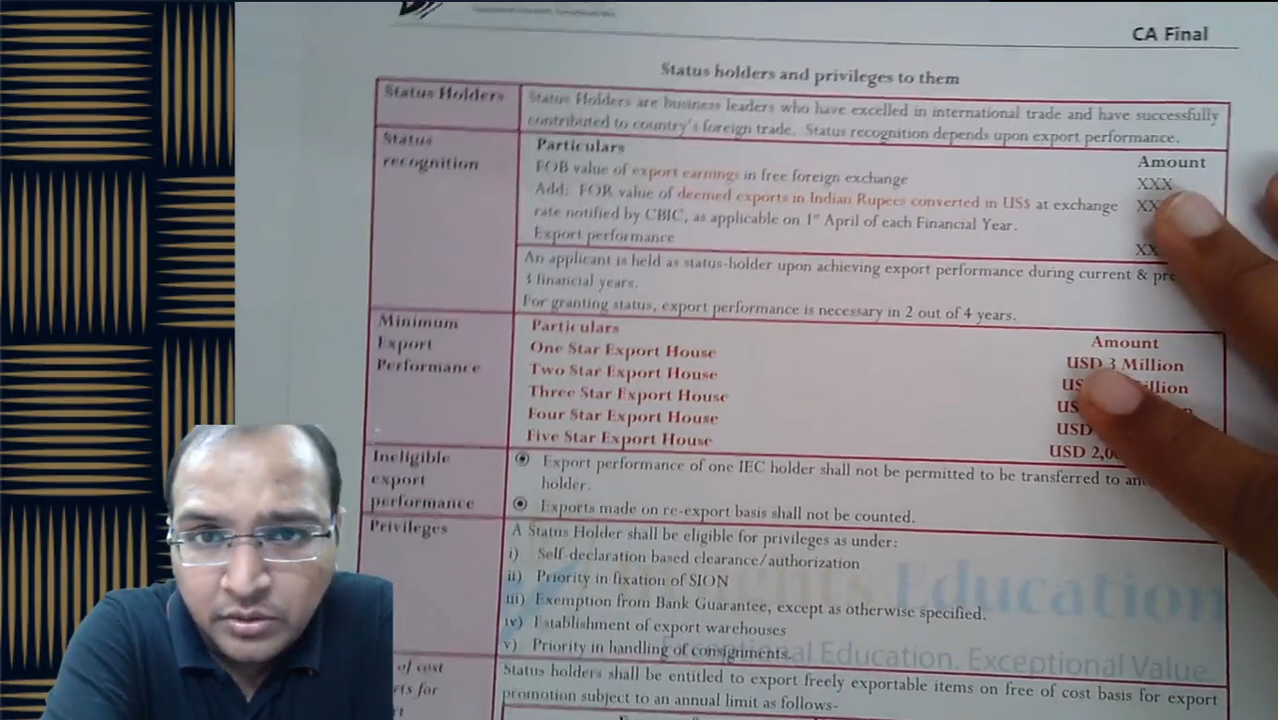 CA Final
Status holders and privileges to them
Status Holders
Status Holders are business leaders who have excelled in international trade and have successfully
contributed to country's foreign trade. Status recognition depends upon export performance.
Status
recognition
Particulars Amount
FOB value of export earnings in free foreign exchange XXX
Add: FOB value of deemed exports in Indian Rupees converted in US$ at exchange
rate notified by CBIC, as applicable on 1st April of each Financial Year.
Export performance
An applicant is held as status-holder upon achieving export performance during current &
3 financial years.
For granting status, export performance is necessary in 2 out of 4 years.
Minimum
Export
Performance
Particulars Amount
One Star Export House USD 3 Million
Two Star Export House
Three Star Export House
Four Star Export House USD
Five Star Export House USD
Ineligible
export
performance
Export performance of one IEC holder shall not be permitted to be transferred to
holder.
Exports made on re-export basis shall not be counted.
Privileges
A Status Holder shall be eligible for privileges as under:
i) Self declaration based clearance/authorization
ii) Priority in fixation of SION
iii) Exemption from Bank Guarantee, except as otherwise specified.
iv) Establishment of export warehouses
v) Priority in handling of consignments.
Education
Education. Exceptional Value
of cost
for
Status holders shall be entitled to export freely exportable items on free of cost basis for export
promotion subject to an annual limit as follows-